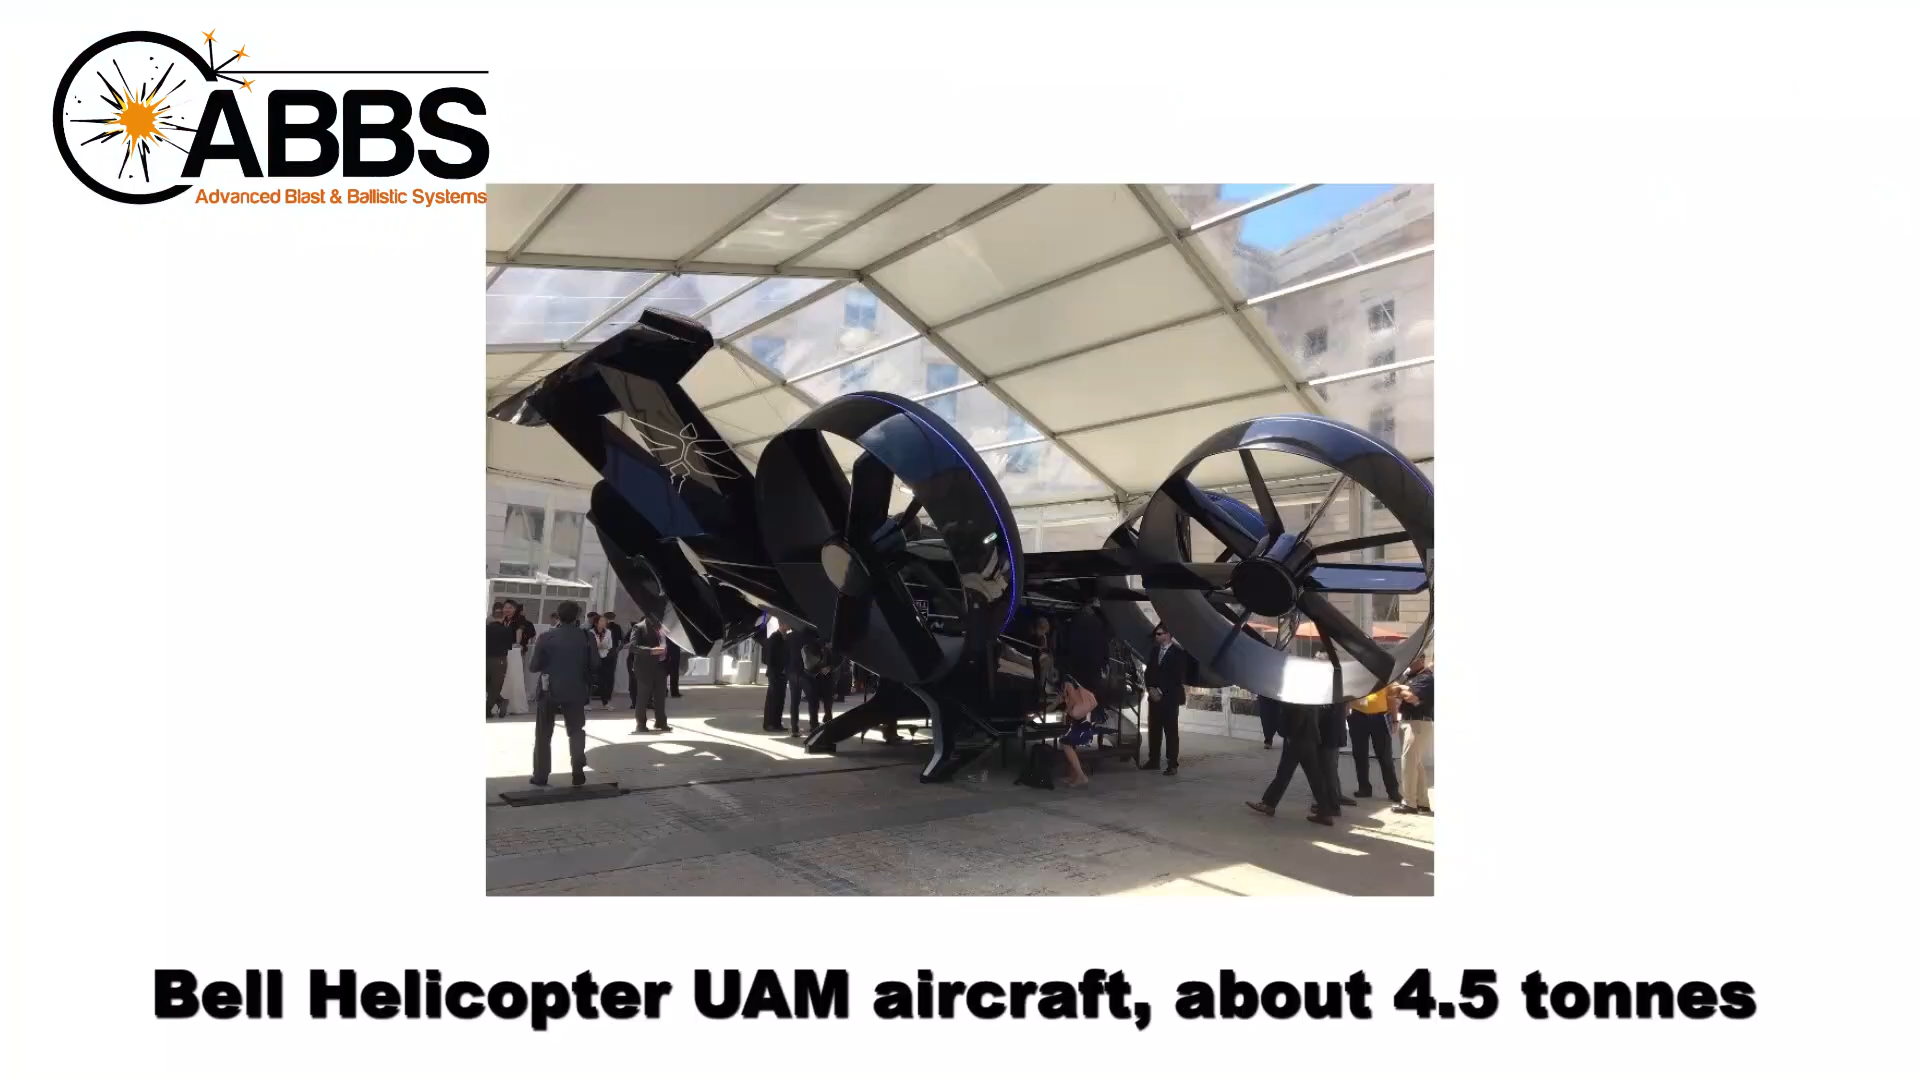 ABBS
Advanced Blast & Ballistic Systems
Bell Helicopter UAM aircraft, about 4.5 tonnes